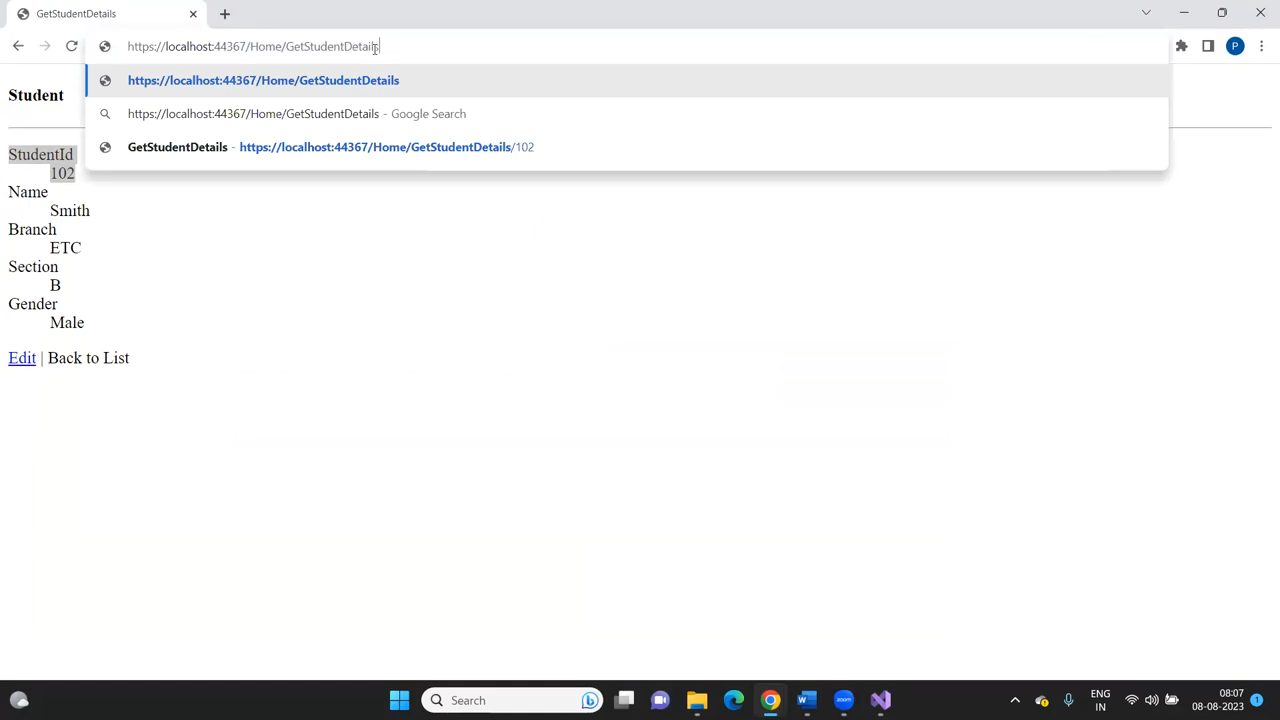 GetStudentDetails
https://localhost:44367/Home/GetStudentDetails
P
https://localhost:44367/Home/GetStudentDetails
https://localhost:44367/Home/GetStudentDetails - Google Search
GetStudentDetails - https://localhost:44367/Home/GetStudentDetails/102
Student
StudentId
102
Name
Smith
Branch
ETC
Section
B
Gender
Male
Edit | Back to List
Search
zoom
ENG
IN
08:07
08-08-2023
1